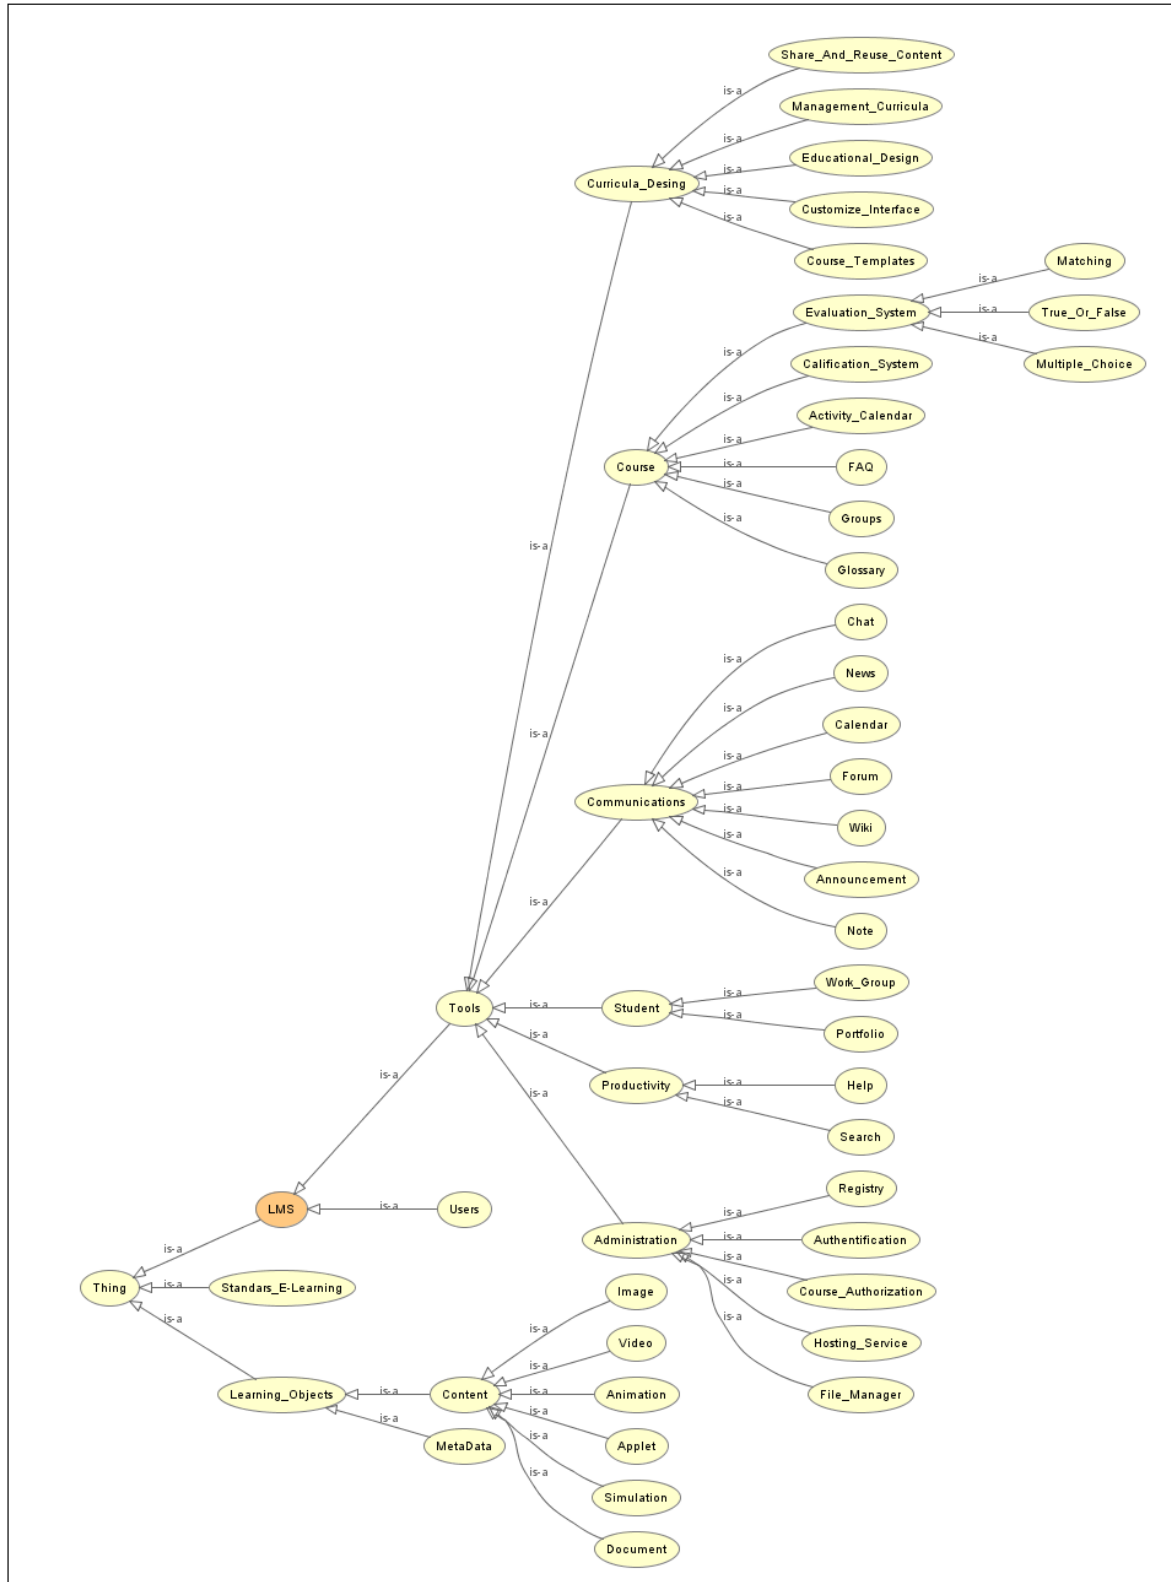 Share_And_Reuse_Content
is-a
Management_Curricula
is-a
Educational_Design
is-a
Curricula_Desing
is-a
Customize_Interface
is-a
Course_Templates
Matching
is-a
Evaluation_System
is-a
True_Or_False
is-a
Multiple_Choice
is-a
Calification_System
is-a
Activity_Calendar
is-a
Course
is-a
FAQ
is-a
Groups
is-a
Glossary
is-a
Chat
is-a
News
is-a
Calendar
is-a
is-a
Forum
is-a
Communications
is-a
Wiki
is-a
Announcement
is-a
Note
is-a
Work_Group
is-a
Tools
is-a
Student
is-a
Portfolio
is-a
Productivity
is-a
Help
is-a
Search
is-a
is-a
Registry
is-a
LMS
is-a
Users
Administration
is-a
Authentification
is-a
is-a
Course_Authorization
Thing
is-a
Standars_E-Learning
is-a
Hosting_Service
is-a
File_Manager
is-a
Image
is-a
Video
Learning_Objects
is-a
Content
is-a
Animation
is-a
MetaData
is-a
Applet
is-a
Simulation
is-a
Document
is-a